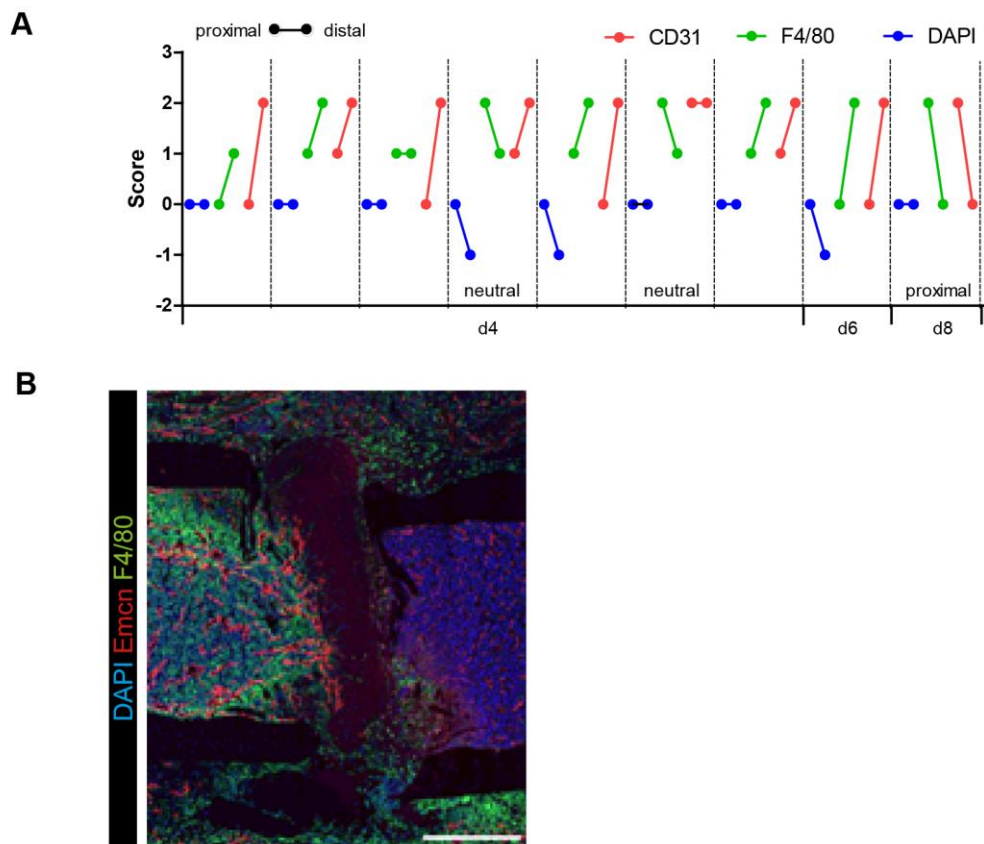 A
proximal distal CD31 F4/80 DAPI
3
2
1
0
-1
-2
Score
neutral neutral proximal
d4 d6 d8
B
DAPI Emcn F4/80